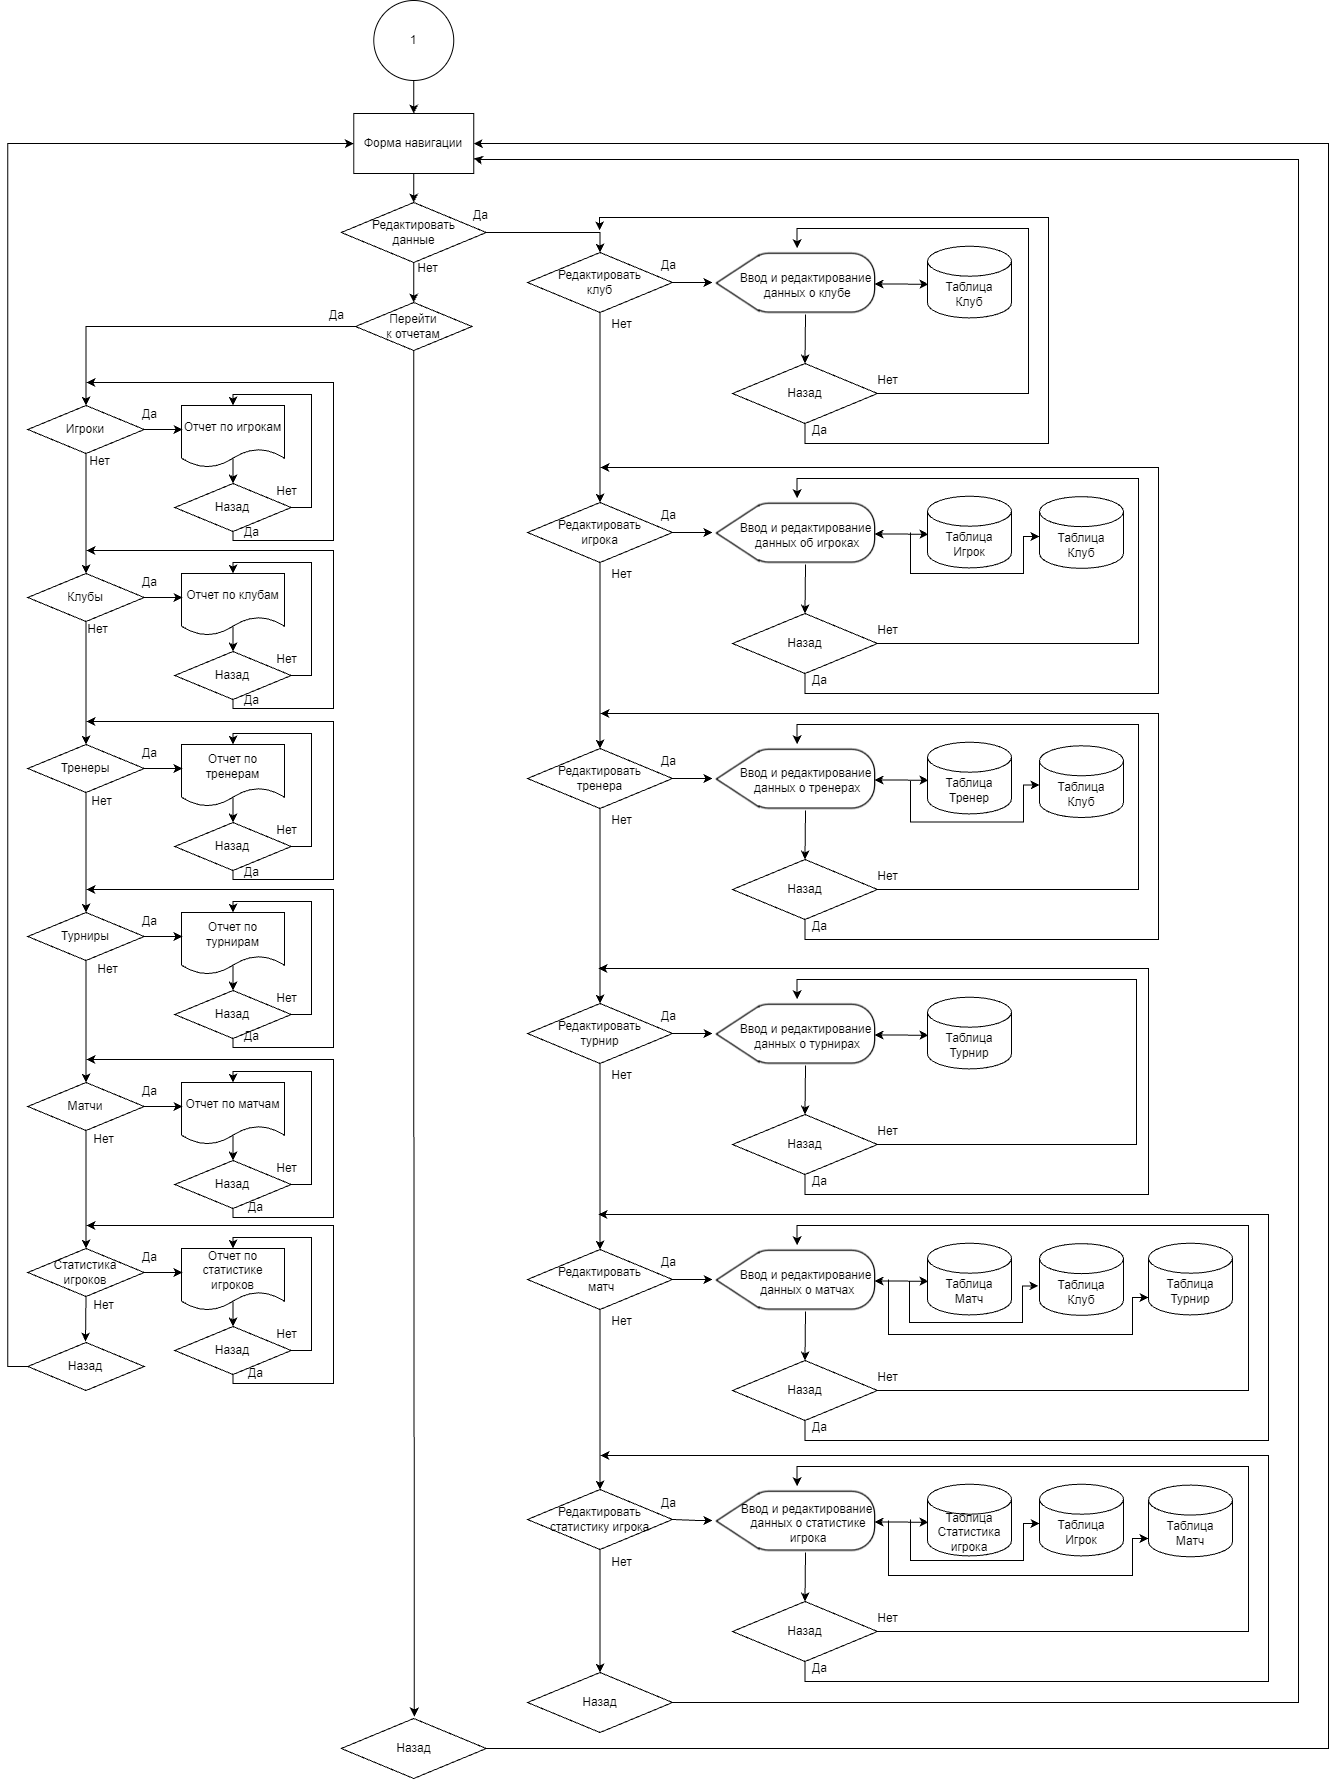 1
Форма навигации
Редактировать
данные
Да
Нет
Перейти
к отчетам
Да
Игроки
Да
Нет
Отчет по игрокам
Назад
Нет
Да
Клубы
Да
Нет
Отчет по клубам
Назад
Нет
Да
Тренеры
Да
Нет
Отчет по
тренерам
Назад
Нет
Да
Турниры
Да
Нет
Отчет по
турнирам
Назад
Нет
Да
Матчи
Да
Нет
Отчет по матчам
Назад
Нет
Да
Статистика
игроков
Да
Нет
Отчет по
статистике
игроков
Назад
Нет
Да
Назад
Редактировать
клуб
Да
Нет
Ввод и редактирование
данных о клубе
Таблица
Клуб
Назад
Нет
Да
Редактировать
игрока
Да
Нет
Ввод и редактирование
данных об игроках
Таблица
Игрок
Таблица
Клуб
Назад
Нет
Да
Редактировать
тренера
Да
Нет
Ввод и редактирование
данных о тренерах
Таблица
Тренер
Таблица
Клуб
Назад
Нет
Да
Редактировать
турнир
Да
Нет
Ввод и редактирование
данных о турнирах
Таблица
Турнир
Назад
Нет
Да
Редактировать
матч
Да
Нет
Ввод и редактирование
данных о матчах
Таблица
Матч
Таблица
Клуб
Таблица
Турнир
Назад
Нет
Да
Редактировать
статистику игрока
Да
Нет
Ввод и редактирование
данных о статистике
игрока
Таблица
Статистика
игрока
Таблица
Игрок
Таблица
Матч
Назад
Нет
Да
Назад
Назад